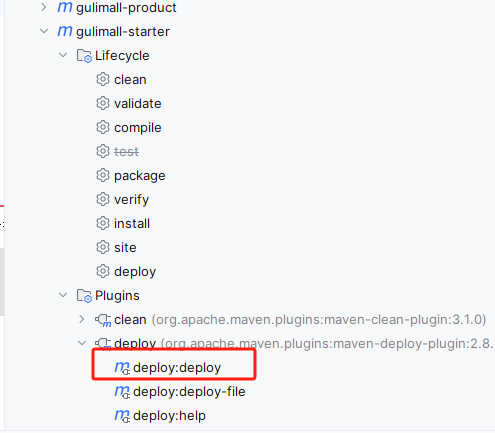 gulimall-product
gulimall-starter
Lifecycle
clean
validate
compile
test
package
verify
install
site
deploy
Plugins
clean (org.apache.maven.plugins:maven-clean-plugin:3.1.0)
deploy (org.apache.maven.plugins:maven-deploy-plugin:2.8.
deploy:deploy
deploy:deploy-file
deploy:help